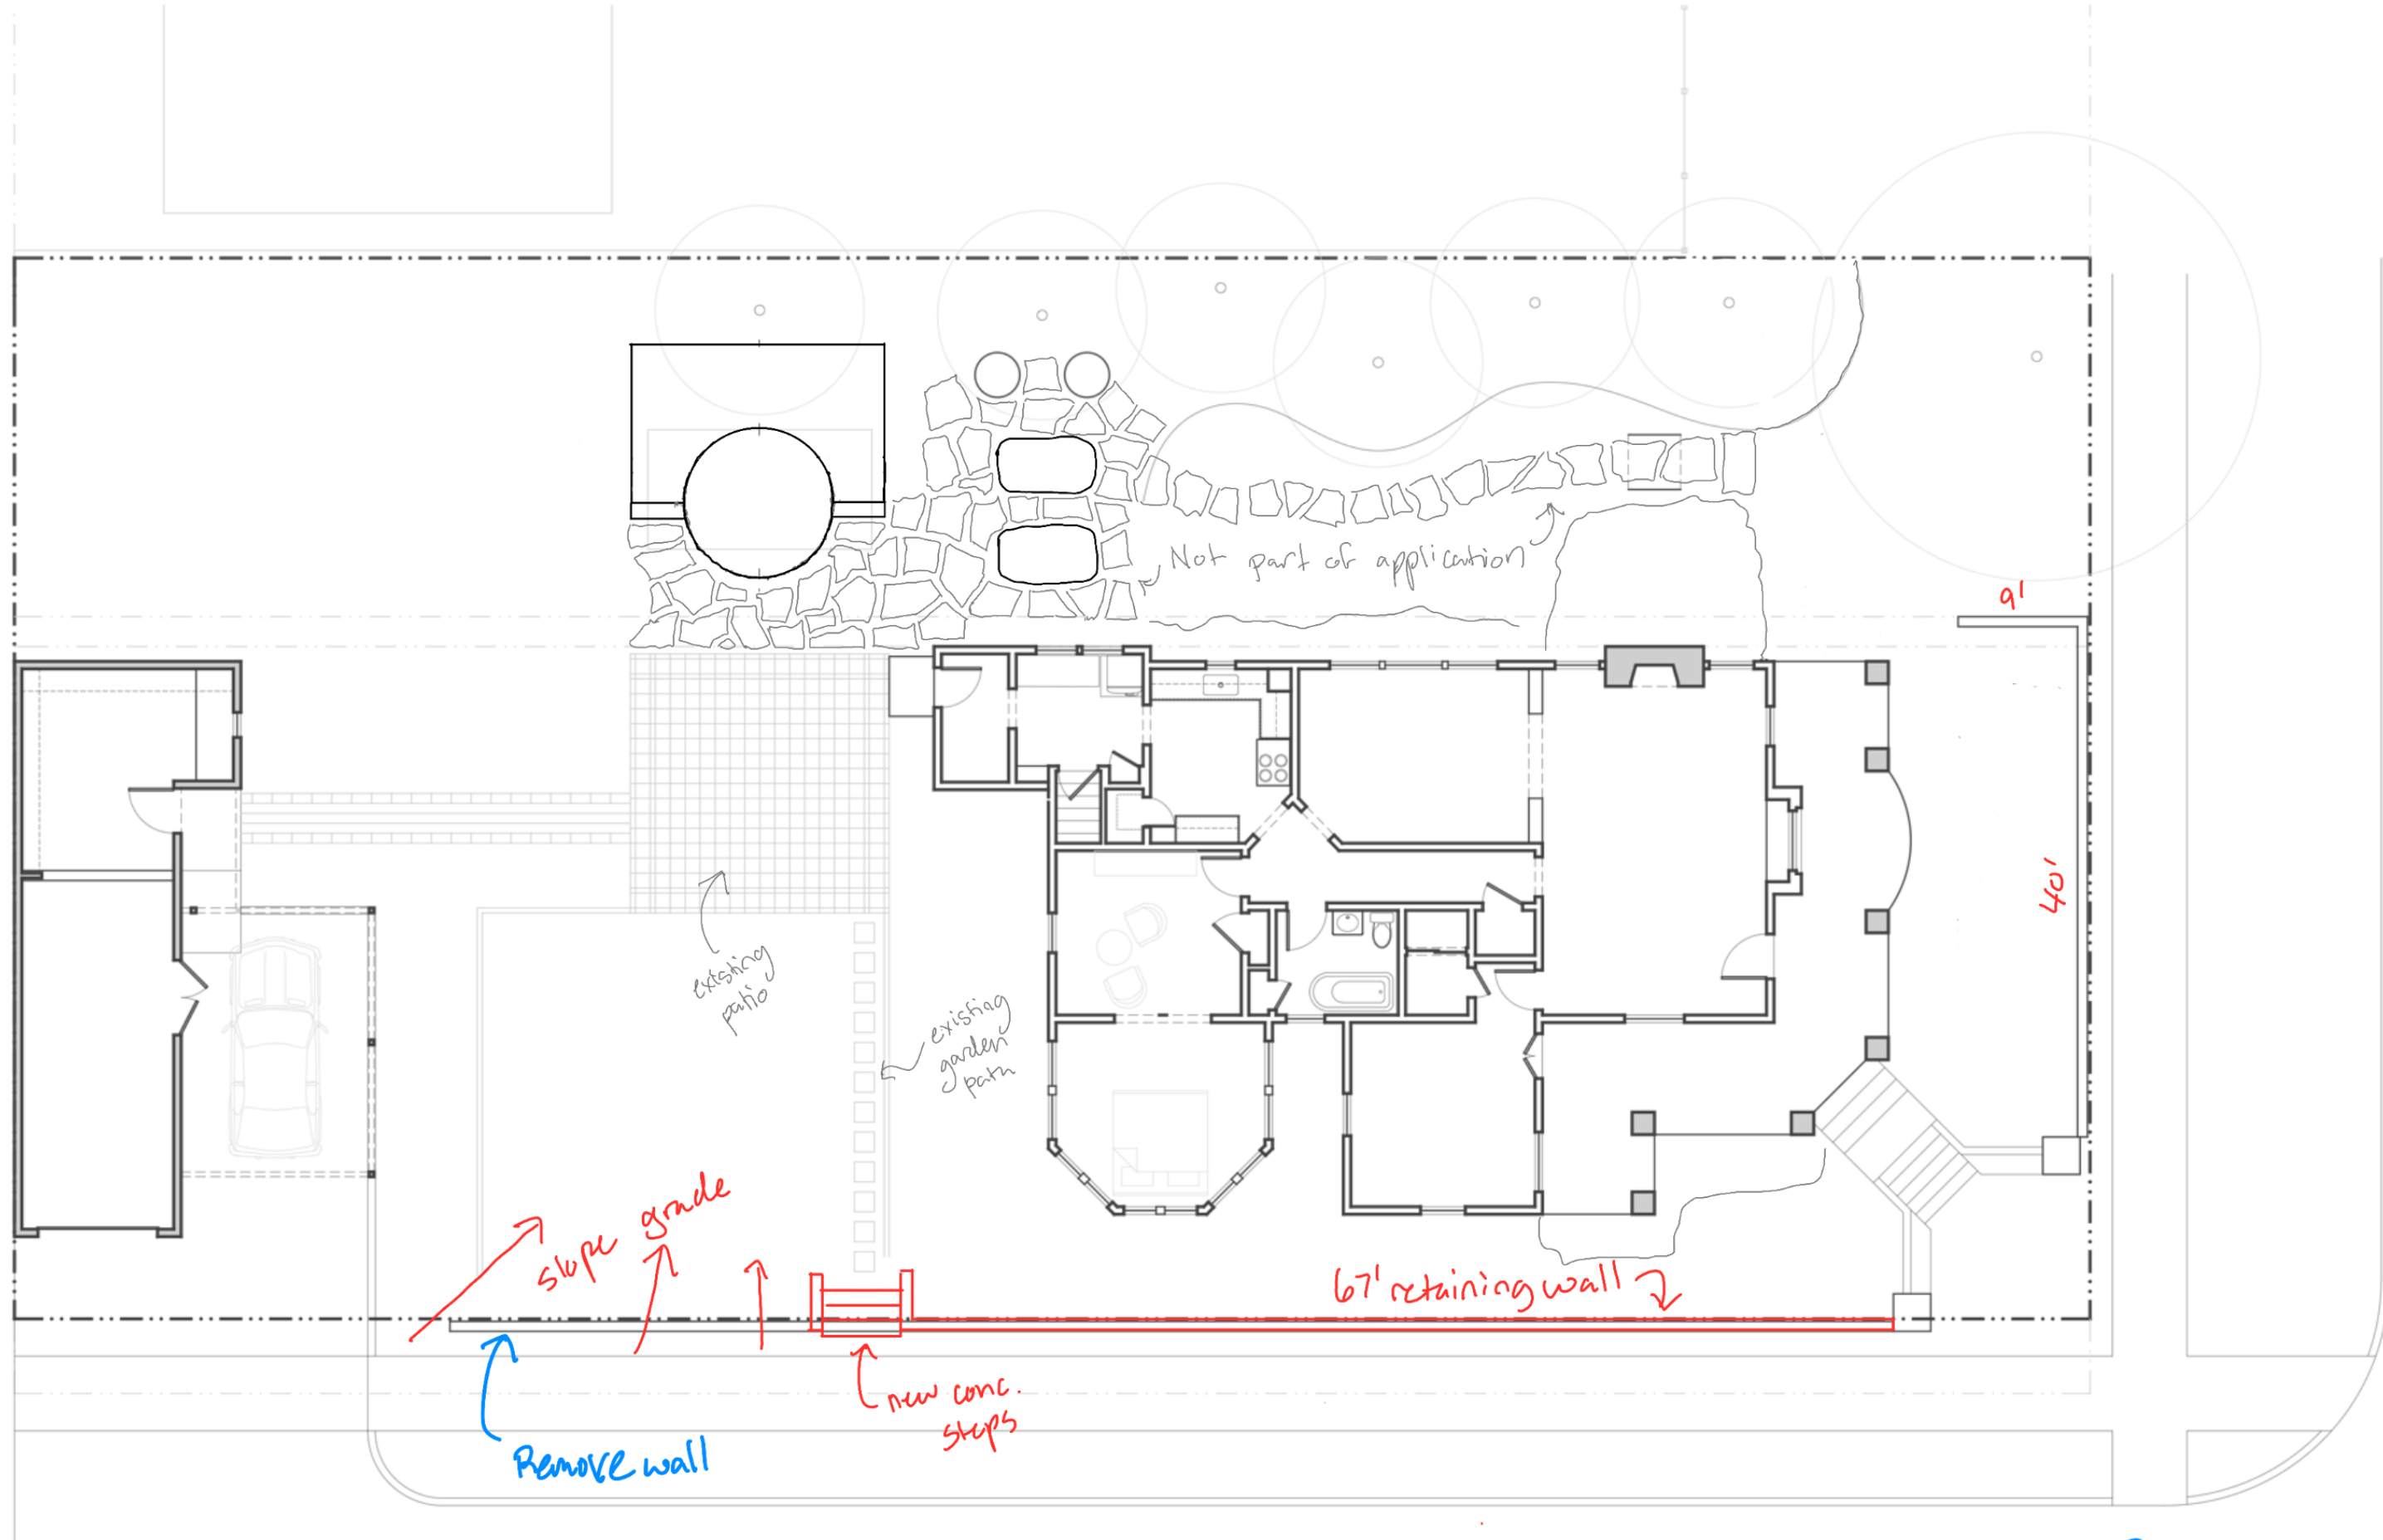 Not part of application
9'
40'
existing
patio
existing
garden
path
slope grade
67' retaining wall
new conc.
steps
Remove wall